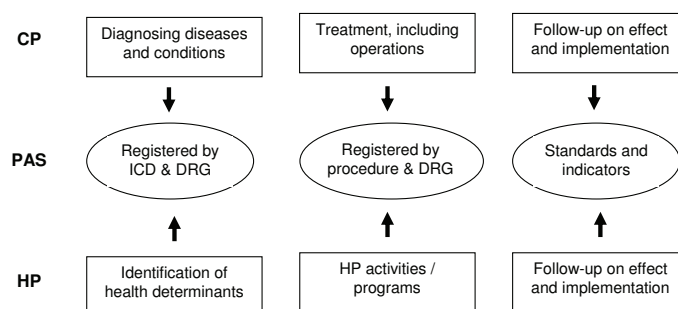 CP
Diagnosing diseases
and conditions
Treatment, including
operations
Follow-up on effect
and implementation
PAS
Registered by
ICD & DRG
Registered by
procedure & DRG
Standards and
indicators
HP
Identification of
health determinants
HP activities /
programs
Follow-up on effect
and implementation